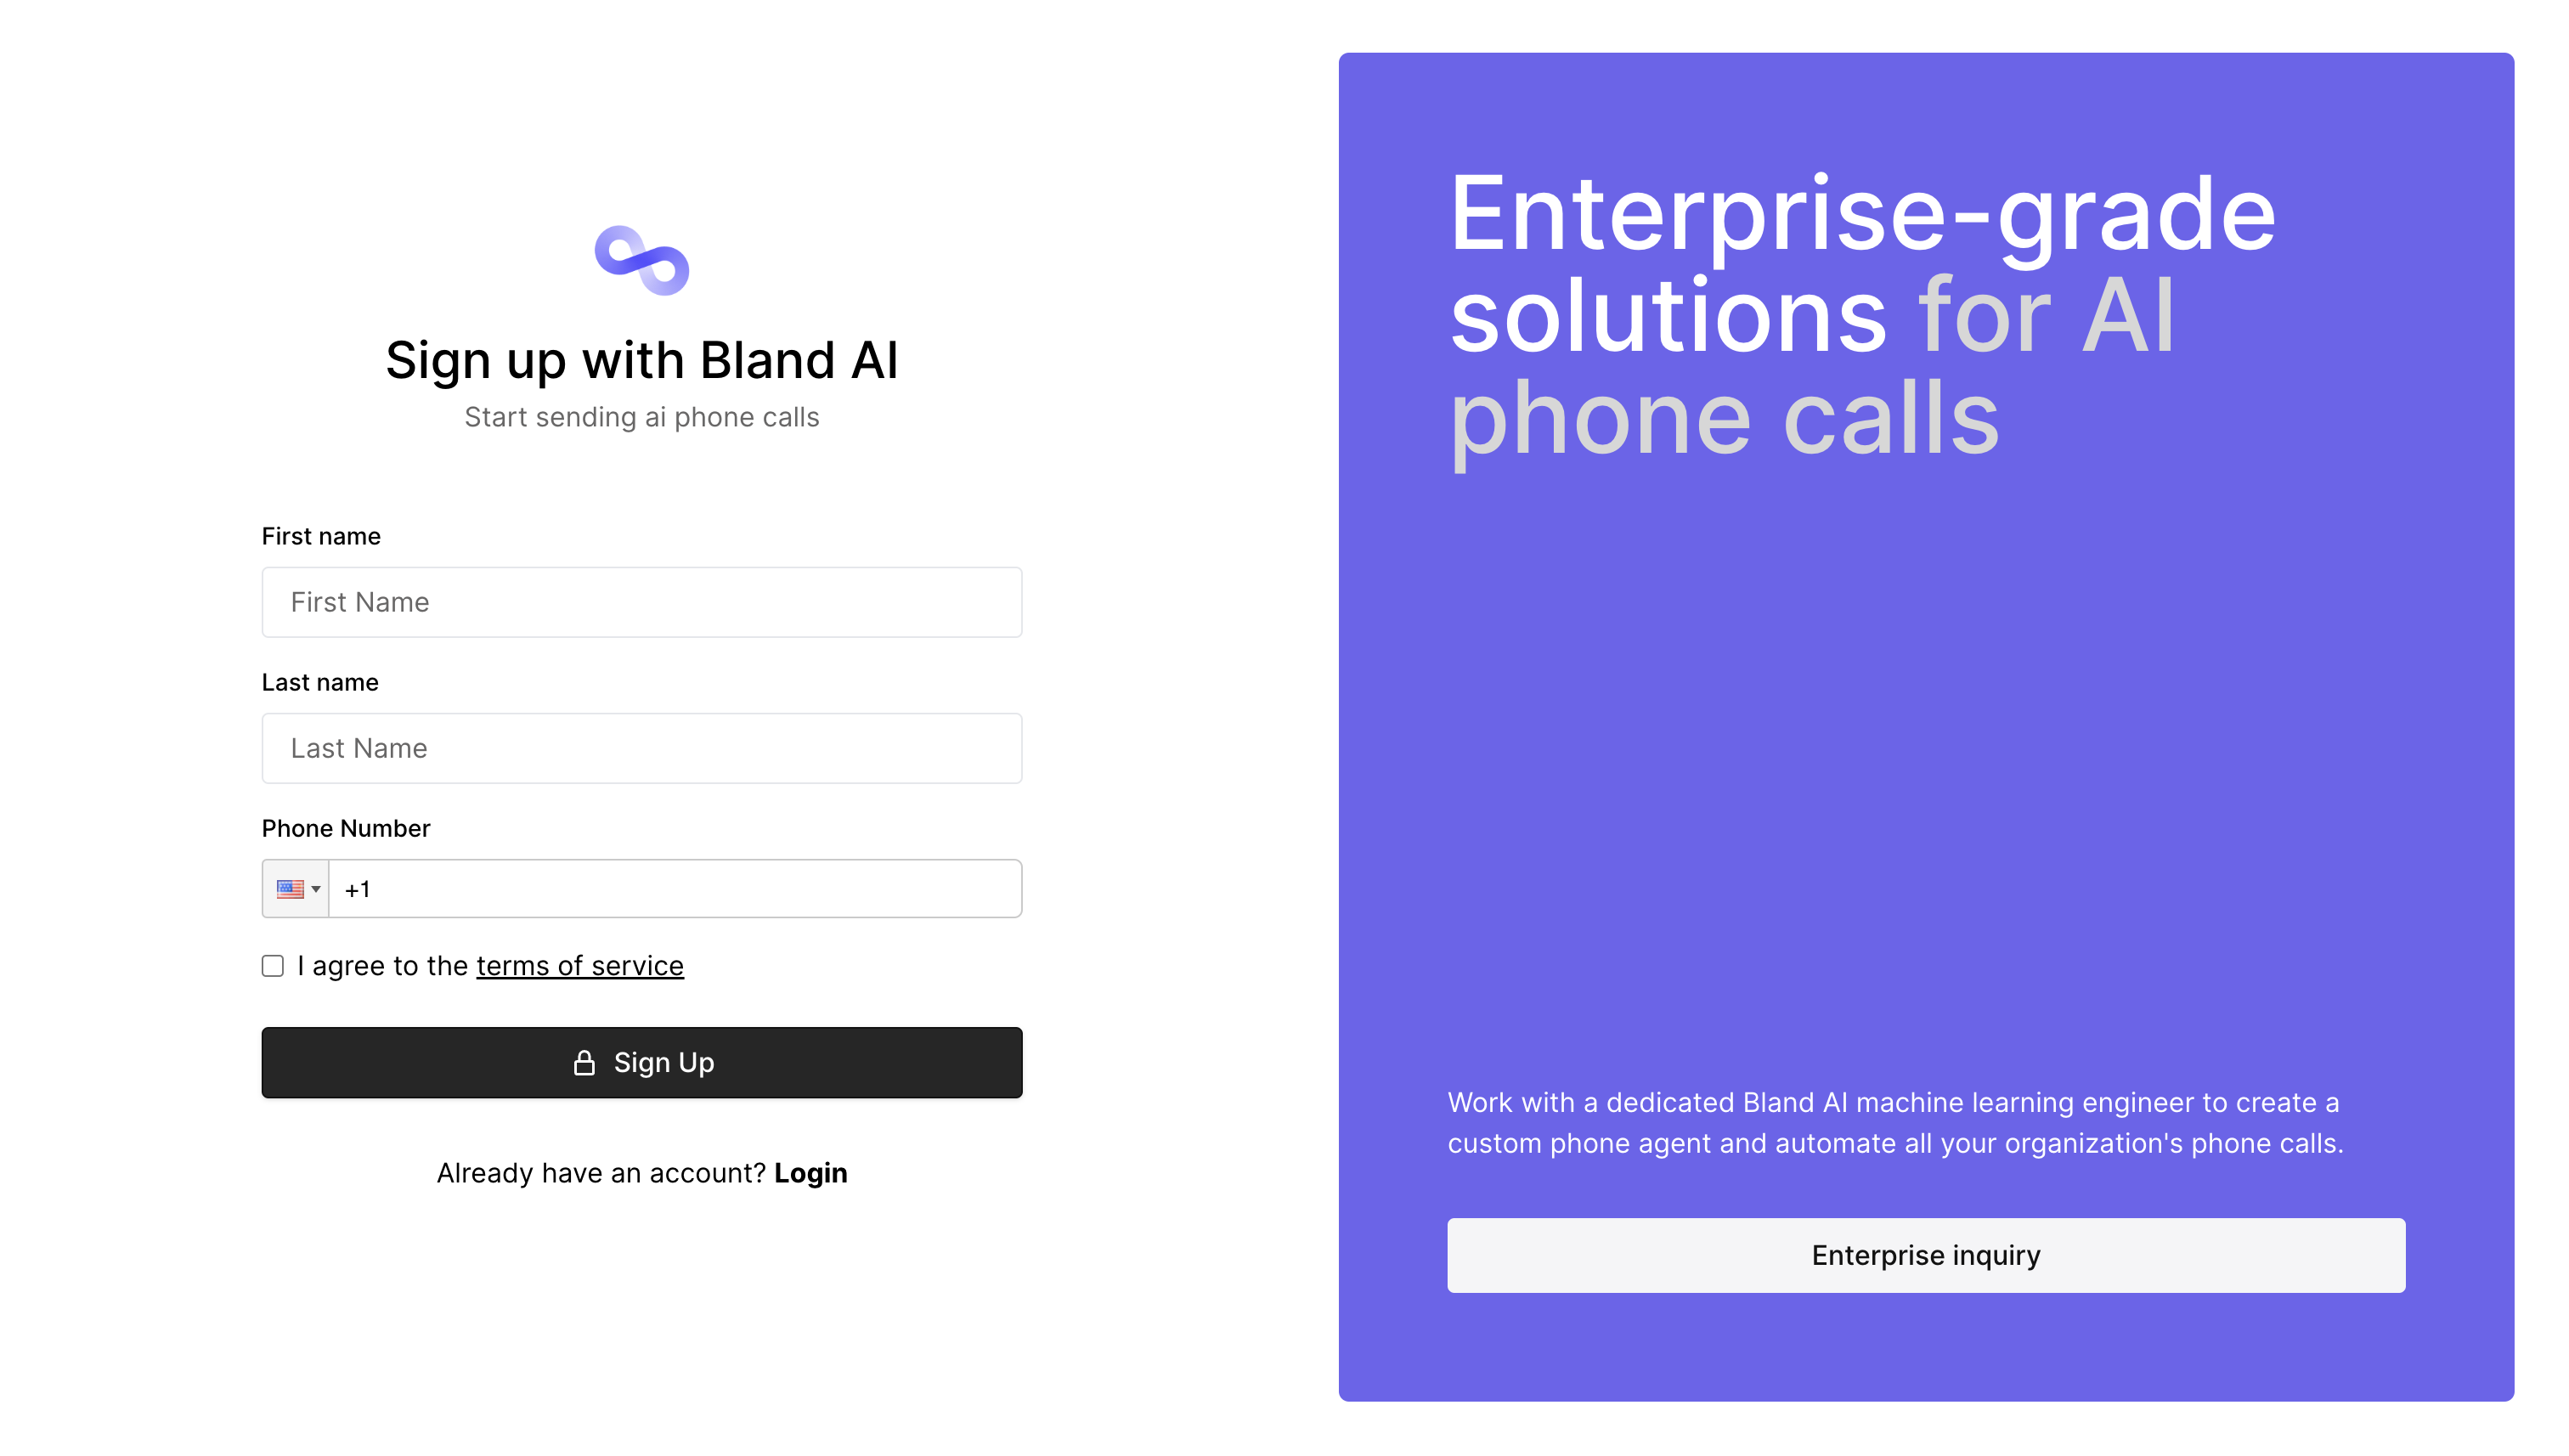 Sign up with Bland AI
Start sending ai phone calls
First name
First Name
Last name
Last Name
Phone Number
+1
I agree to the terms of service
Sign Up
Already have an account? Login
Enterprise-grade
solutions for AI
phone calls
Work with a dedicated Bland AI machine learning engineer to create a
custom phone agent and automate all your organization's phone calls.
Enterprise inquiry